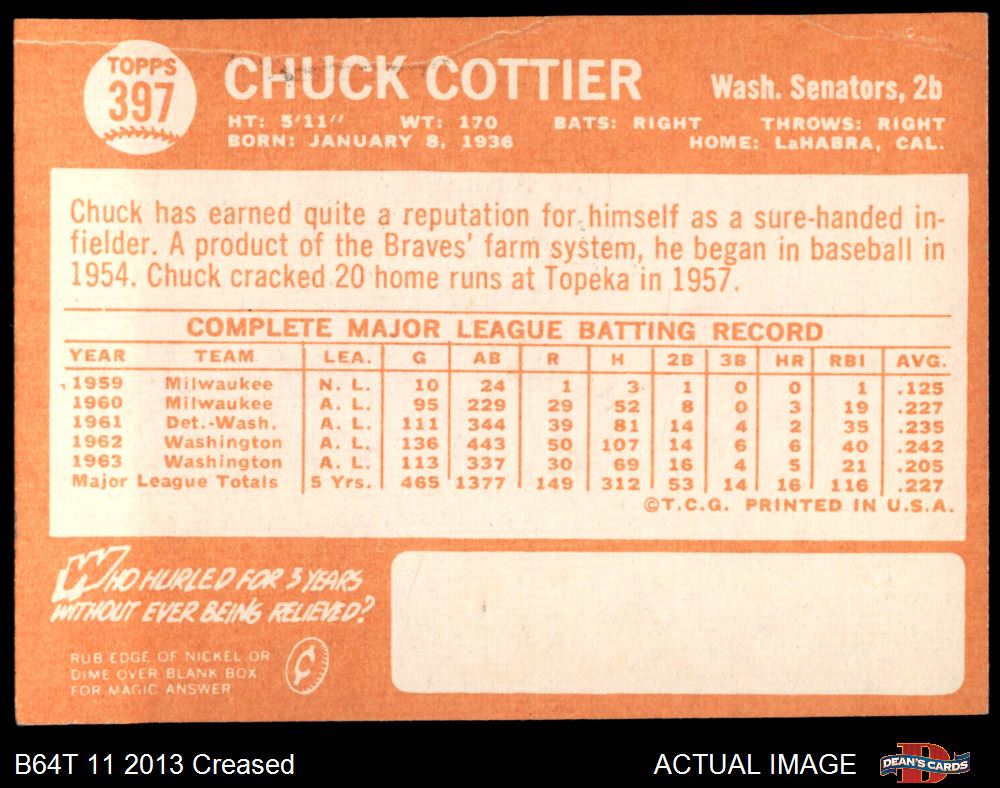 TOPPS
397
CHUCK COTTIER
Wash. Senators, 2b
HT: 5'11" WT: 170 BATS: RIGHT THROWS: RIGHT
BORN: JANUARY 8, 1936 HOME: LaHABRA, CAL.
Chuck has earned quite a reputation for himself as a sure-handed in-
fielder. A product of the Braves' farm system, he began in baseball in
1954. Chuck cracked 20 home runs at Topeka in 1957.
COMPLETE MAJOR LEAGUE BATTING RECORD
YEAR TEAM LEA. G AB R H 2B 3B HR RBI AVG.
1959 Milwaukee N. L. 10 24 1 3 1 0 0 1 .125
1960 Milwaukee A. L. 95 229 29 52 8 0 3 19 .227
1961 Det.-Wash. A. L. 111 344 39 81 14 4 2 35 .235
1962 Washington A. L. 136 443 50 107 14 6 6 40 .242
1963 Washington A. L. 113 337 30 69 16 4 5 21 .205
Major League Totals 5 Yrs. 465 1377 149 312 53 14 16 116 .227
©T.C.G. PRINTED IN U.S.A.
WHO HURLED FOR 3 YEARS
WITHOUT EVER BEING RELIEVED?
RUB EDGE OF NICKEL OR
DIME OVER BLANK BOX
FOR MAGIC ANSWER
¢
B64T 11 2013 Creased
ACTUAL IMAGE
D
DEAN'S CARDS